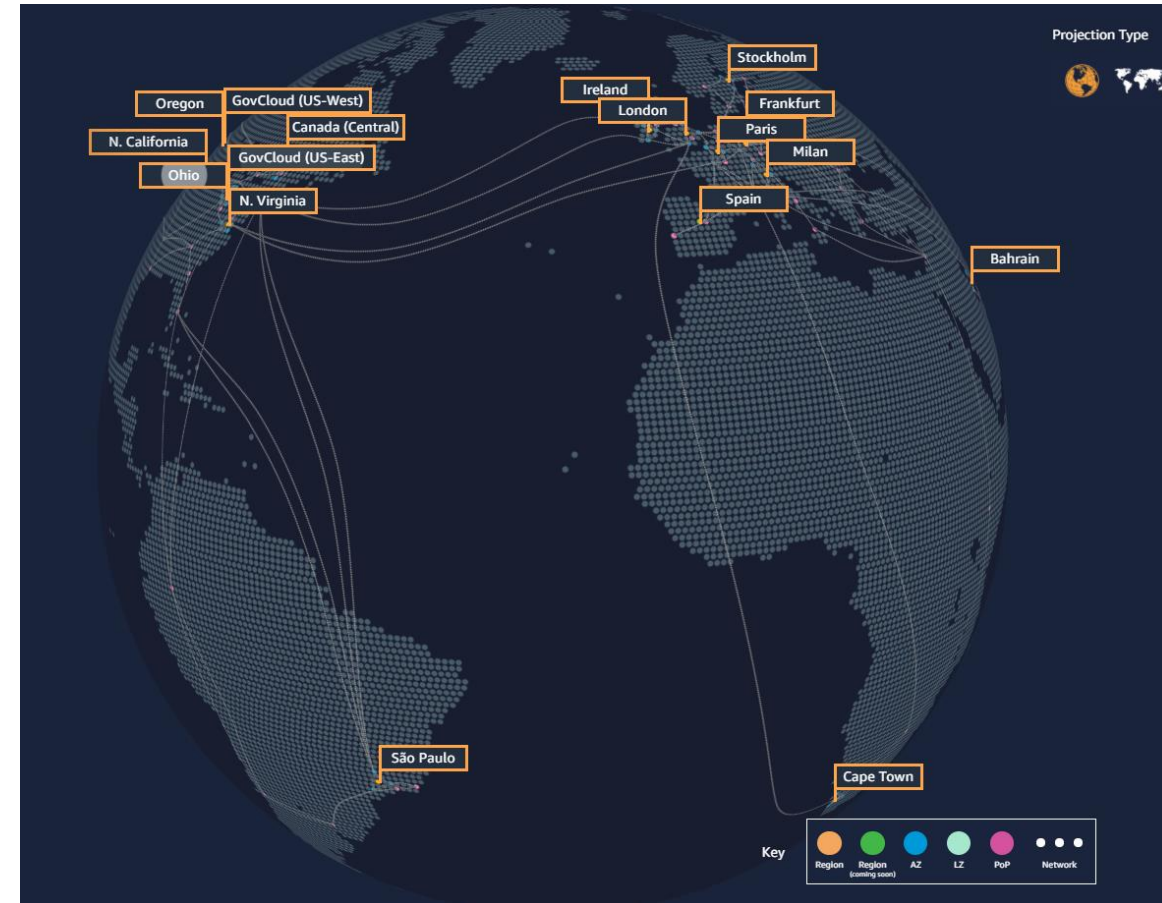 Projection Type
Stockholm
Ireland
Oregon
GovCloud (US-West)
London
Frankfurt
Canada (Central)
Paris
N. California
Milan
GovCloud (US-East)
Ohio
N. Virginia
Spain
Bahrain
São Paulo
Cape Town
Key
Region
Region
(coming soon)
AZ
LZ
PoP
Network